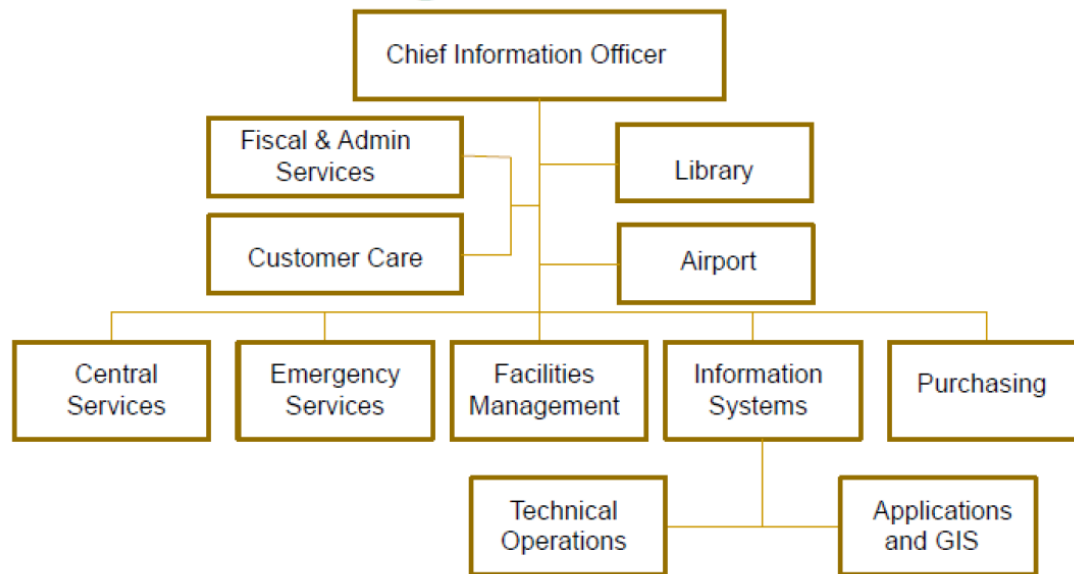 Chief Information Officer
Fiscal & Admin
Services
Library
Customer Care
Airport
Central
Services
Emergency
Services
Facilities
Management
Information
Systems
Purchasing
Technical
Operations
Applications
and GIS